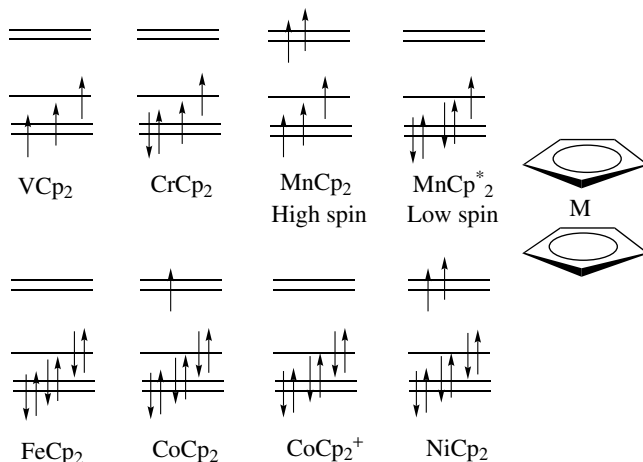 VCp₂
CrCp₂
MnCp₂
High spin
MnCp*₂
Low spin
M
FeCp₂
CoCp₂
CoCp₂⁺
NiCp₂